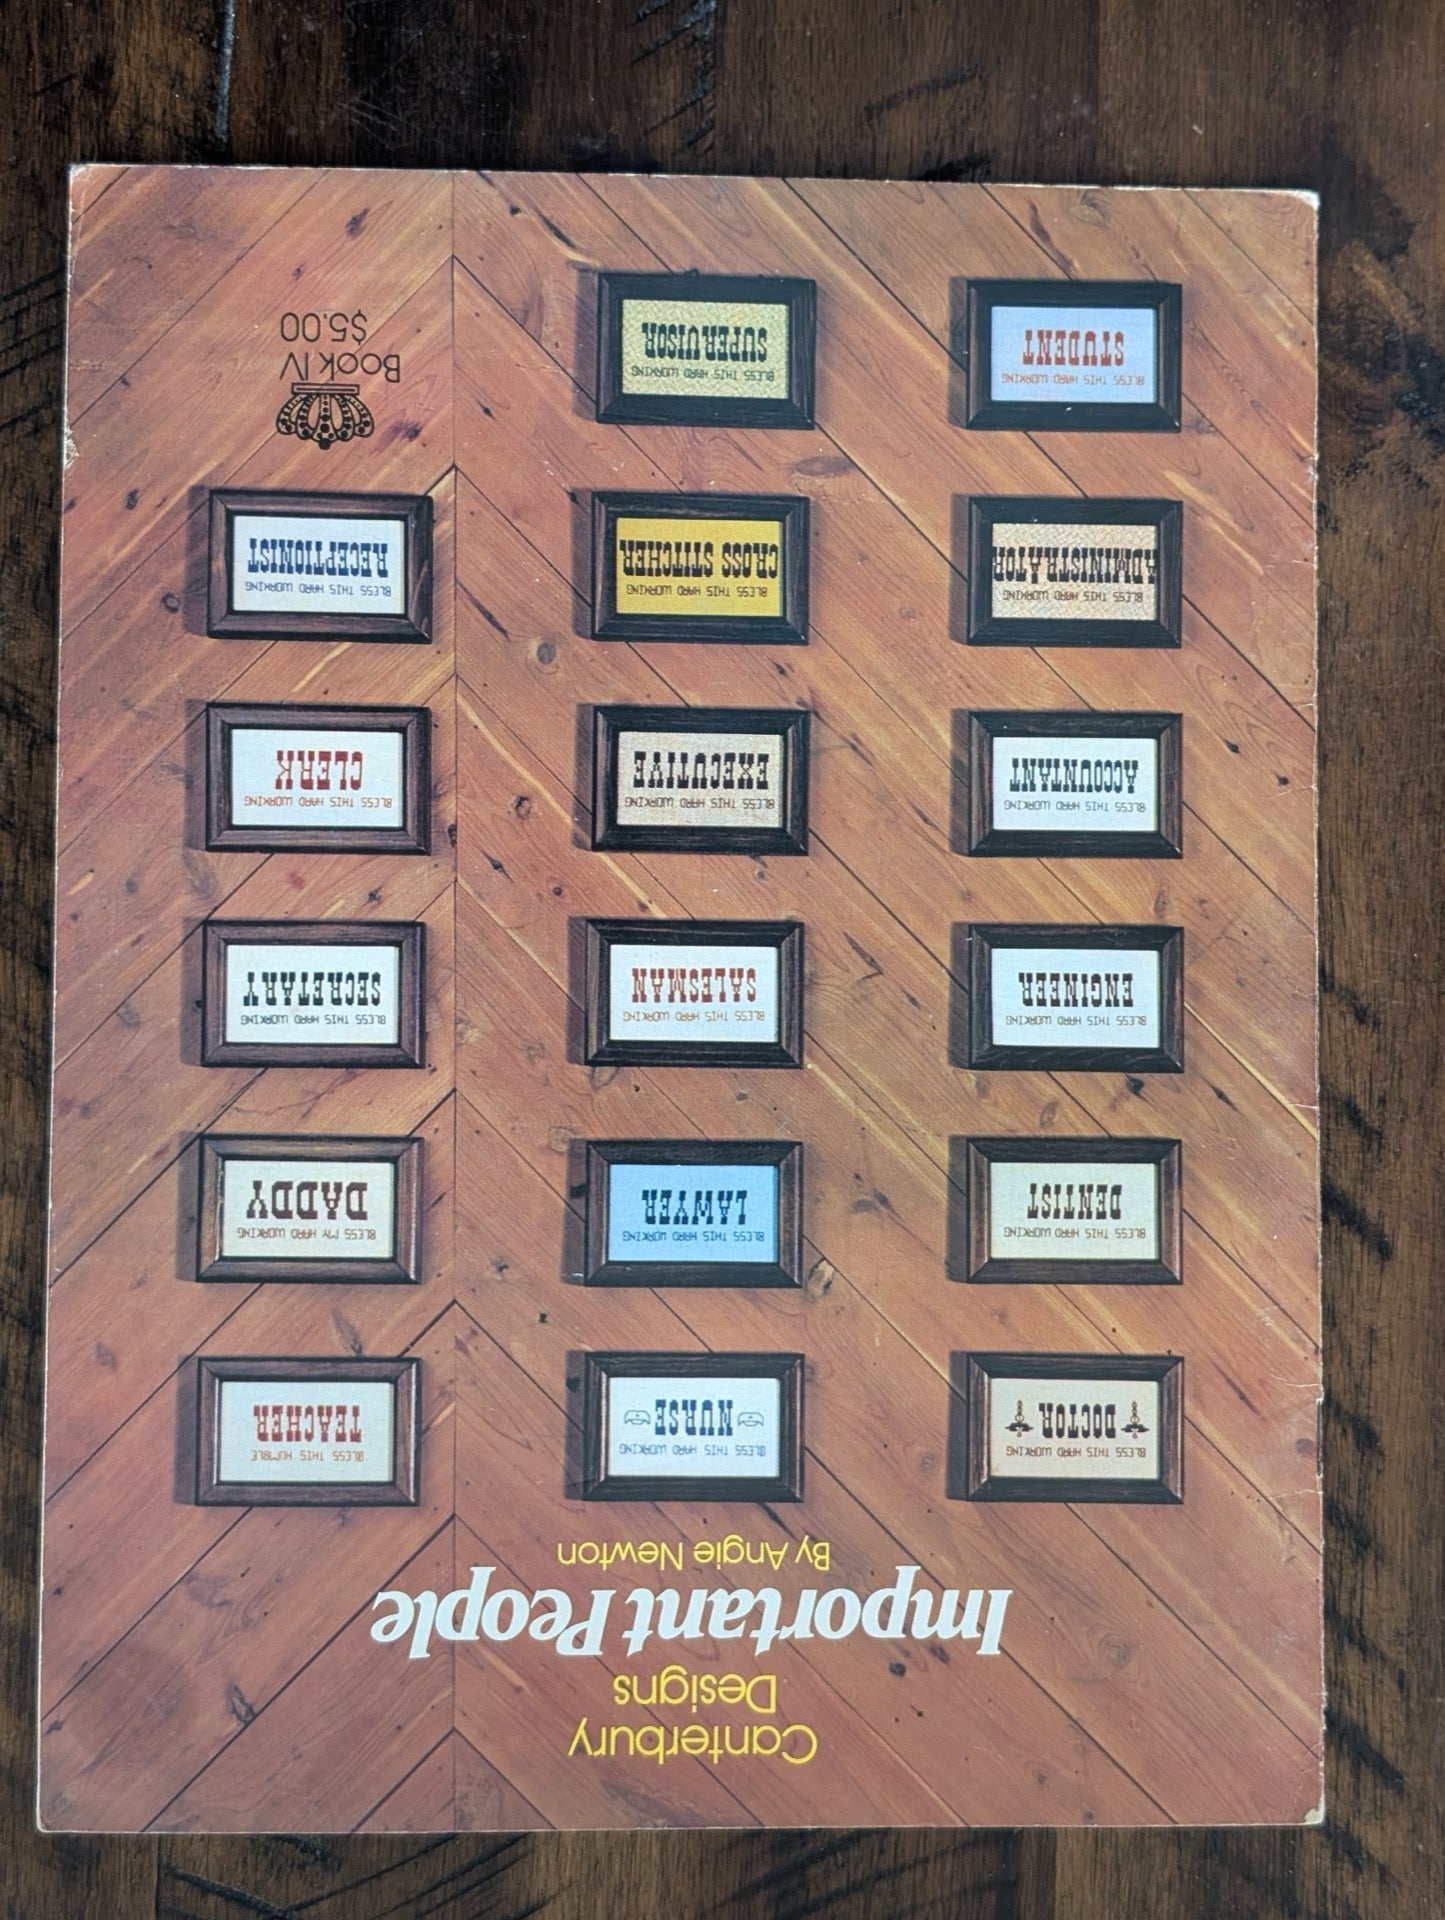 Canterbury
Designs
Important People
By Angie Newton
BLESS THIS HARD WORKING
DOCTOR
BLESS THIS HARD WORKING
NURSE
BLESS THIS HUMBLE
TEACHER
BLESS THIS HARD WORKING
DENTIST
BLESS THIS HARD WORKING
LAWYER
BLESS MY HARD WORKING
DADDY
BLESS THIS HARD WORKING
ENGINEER
BLESS THIS HARD WORKING
SALESMAN
BLESS THIS HARD WORKING
SECRETARY
BLESS THIS HARD WORKING
ACCOUNTANT
BLESS THIS HARD WORKING
EXECUTIVE
BLESS THIS HARD WORKING
CLERK
BLESS THIS HARD WORKING
ADMINISTRATOR
BLESS THIS HARD WORKING
CROSS STITCHER
BLESS THIS HARD WORKING
RECEPTIONIST
BLESS THIS HARD WORKING
STUDENT
BLESS THIS HARD WORKING
SUPERVISOR
Book IV
$5.00